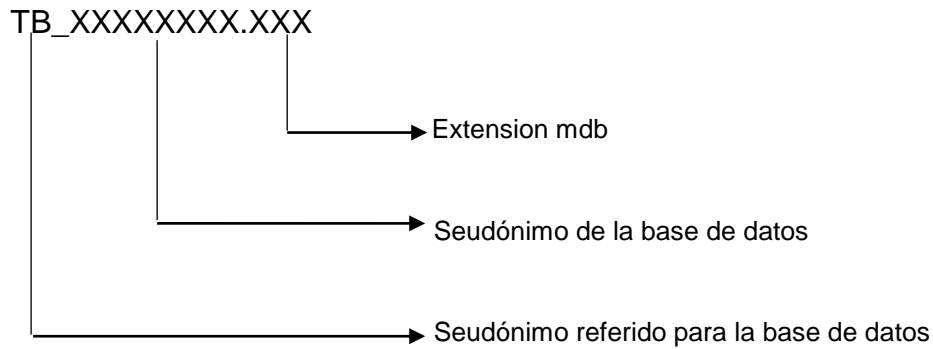 TB_XXXXXXXX.XXX
Extension mdb
Seudónimo de la base de datos
Seudónimo referido para la base de datos